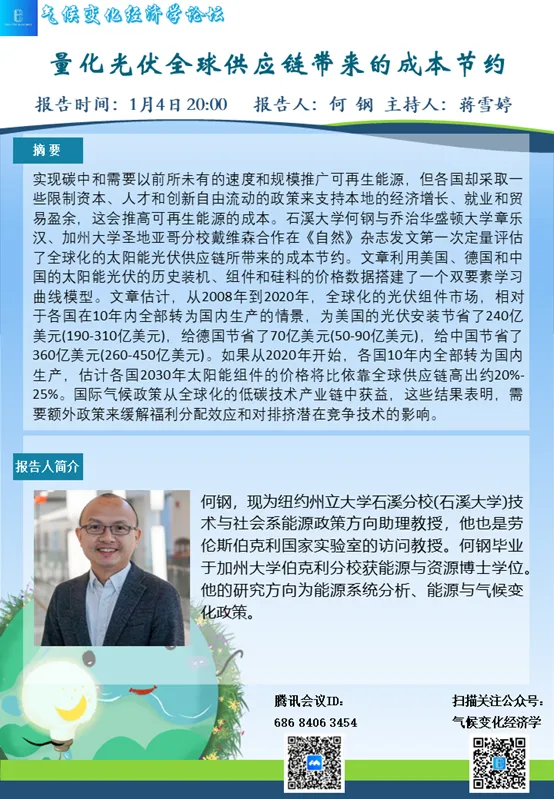 气候变化经济学论坛
量化光伏全球供应链带来的成本节约
报告时间：1月4日 20:00 报告人：何 钢 主持人：蒋雪婷
摘 要
实现碳中和需要以前所未有的速度和规模推广可再生能源，但各国却采取一
些限制资本、人才和创新自由流动的政策来支持本地的经济增长、就业和贸
易盈余，这会推高可再生能源的成本。石溪大学何钢与乔治华盛顿大学章乐
汉、加州大学圣地亚哥分校戴维森合作在《自然》杂志发文第一次定量评估
了全球化的太阳能光伏供应链所带来的成本节约。文章利用美国、德国和中
国的太阳能光伏的历史装机、组件和硅料的价格数据搭建了一个双要素学习
曲线模型。文章估计，从2008年到2020年，全球化的光伏组件市场，相对
于各国在10年内全部转为国内生产的情景，为美国的光伏安装节省了240亿
美元(190-310亿美元)，给德国节省了70亿美元(50-90亿美元)，给中国节省了
360亿美元(260-450亿美元)。如果从2020年开始，各国10年内全部转为国内
生产，估计各国2030年太阳能组件的价格将比依靠全球供应链高出约20%-
25%。国际气候政策从全球化的低碳技术产业链中获益，这些结果表明，需
要额外政策来缓解福利分配效应和对排挤潜在竞争技术的影响。
报告人简介
何钢，现为纽约州立大学石溪分校(石溪大学)技
术与社会系能源政策方向助理教授，他也是劳
伦斯伯克利国家实验室的访问教授。何钢毕业
于加州大学伯克利分校获能源与资源博士学位。
他的研究方向为能源系统分析、能源与气候变
化政策。
腾讯会议ID：
686 8406 3454
扫描关注公众号：
气候变化经济学